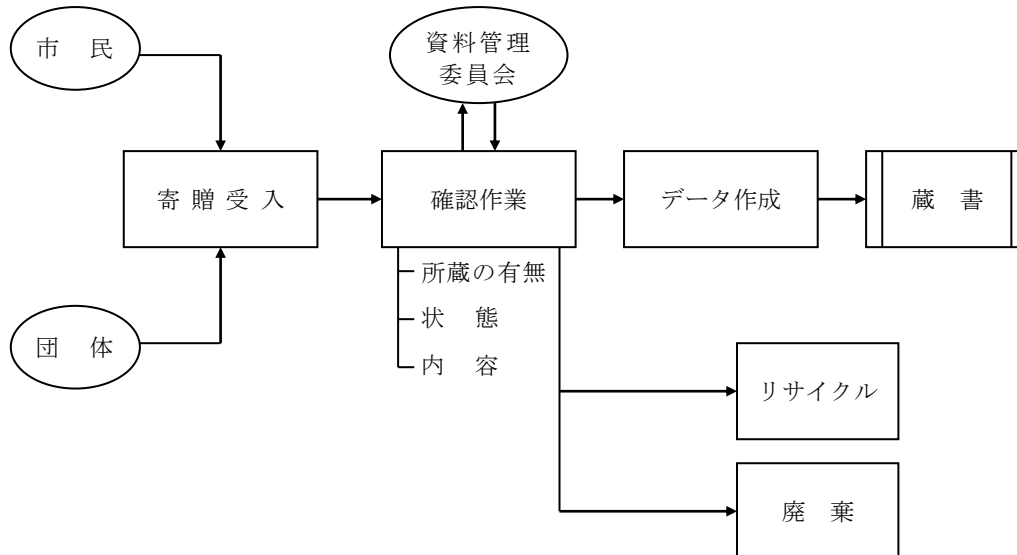 市　民
資料管理
委員会
寄贈受入
確認作業
データ作成
蔵　書
所蔵の有無
状　態
内　容
団　体
リサイクル
廃　棄